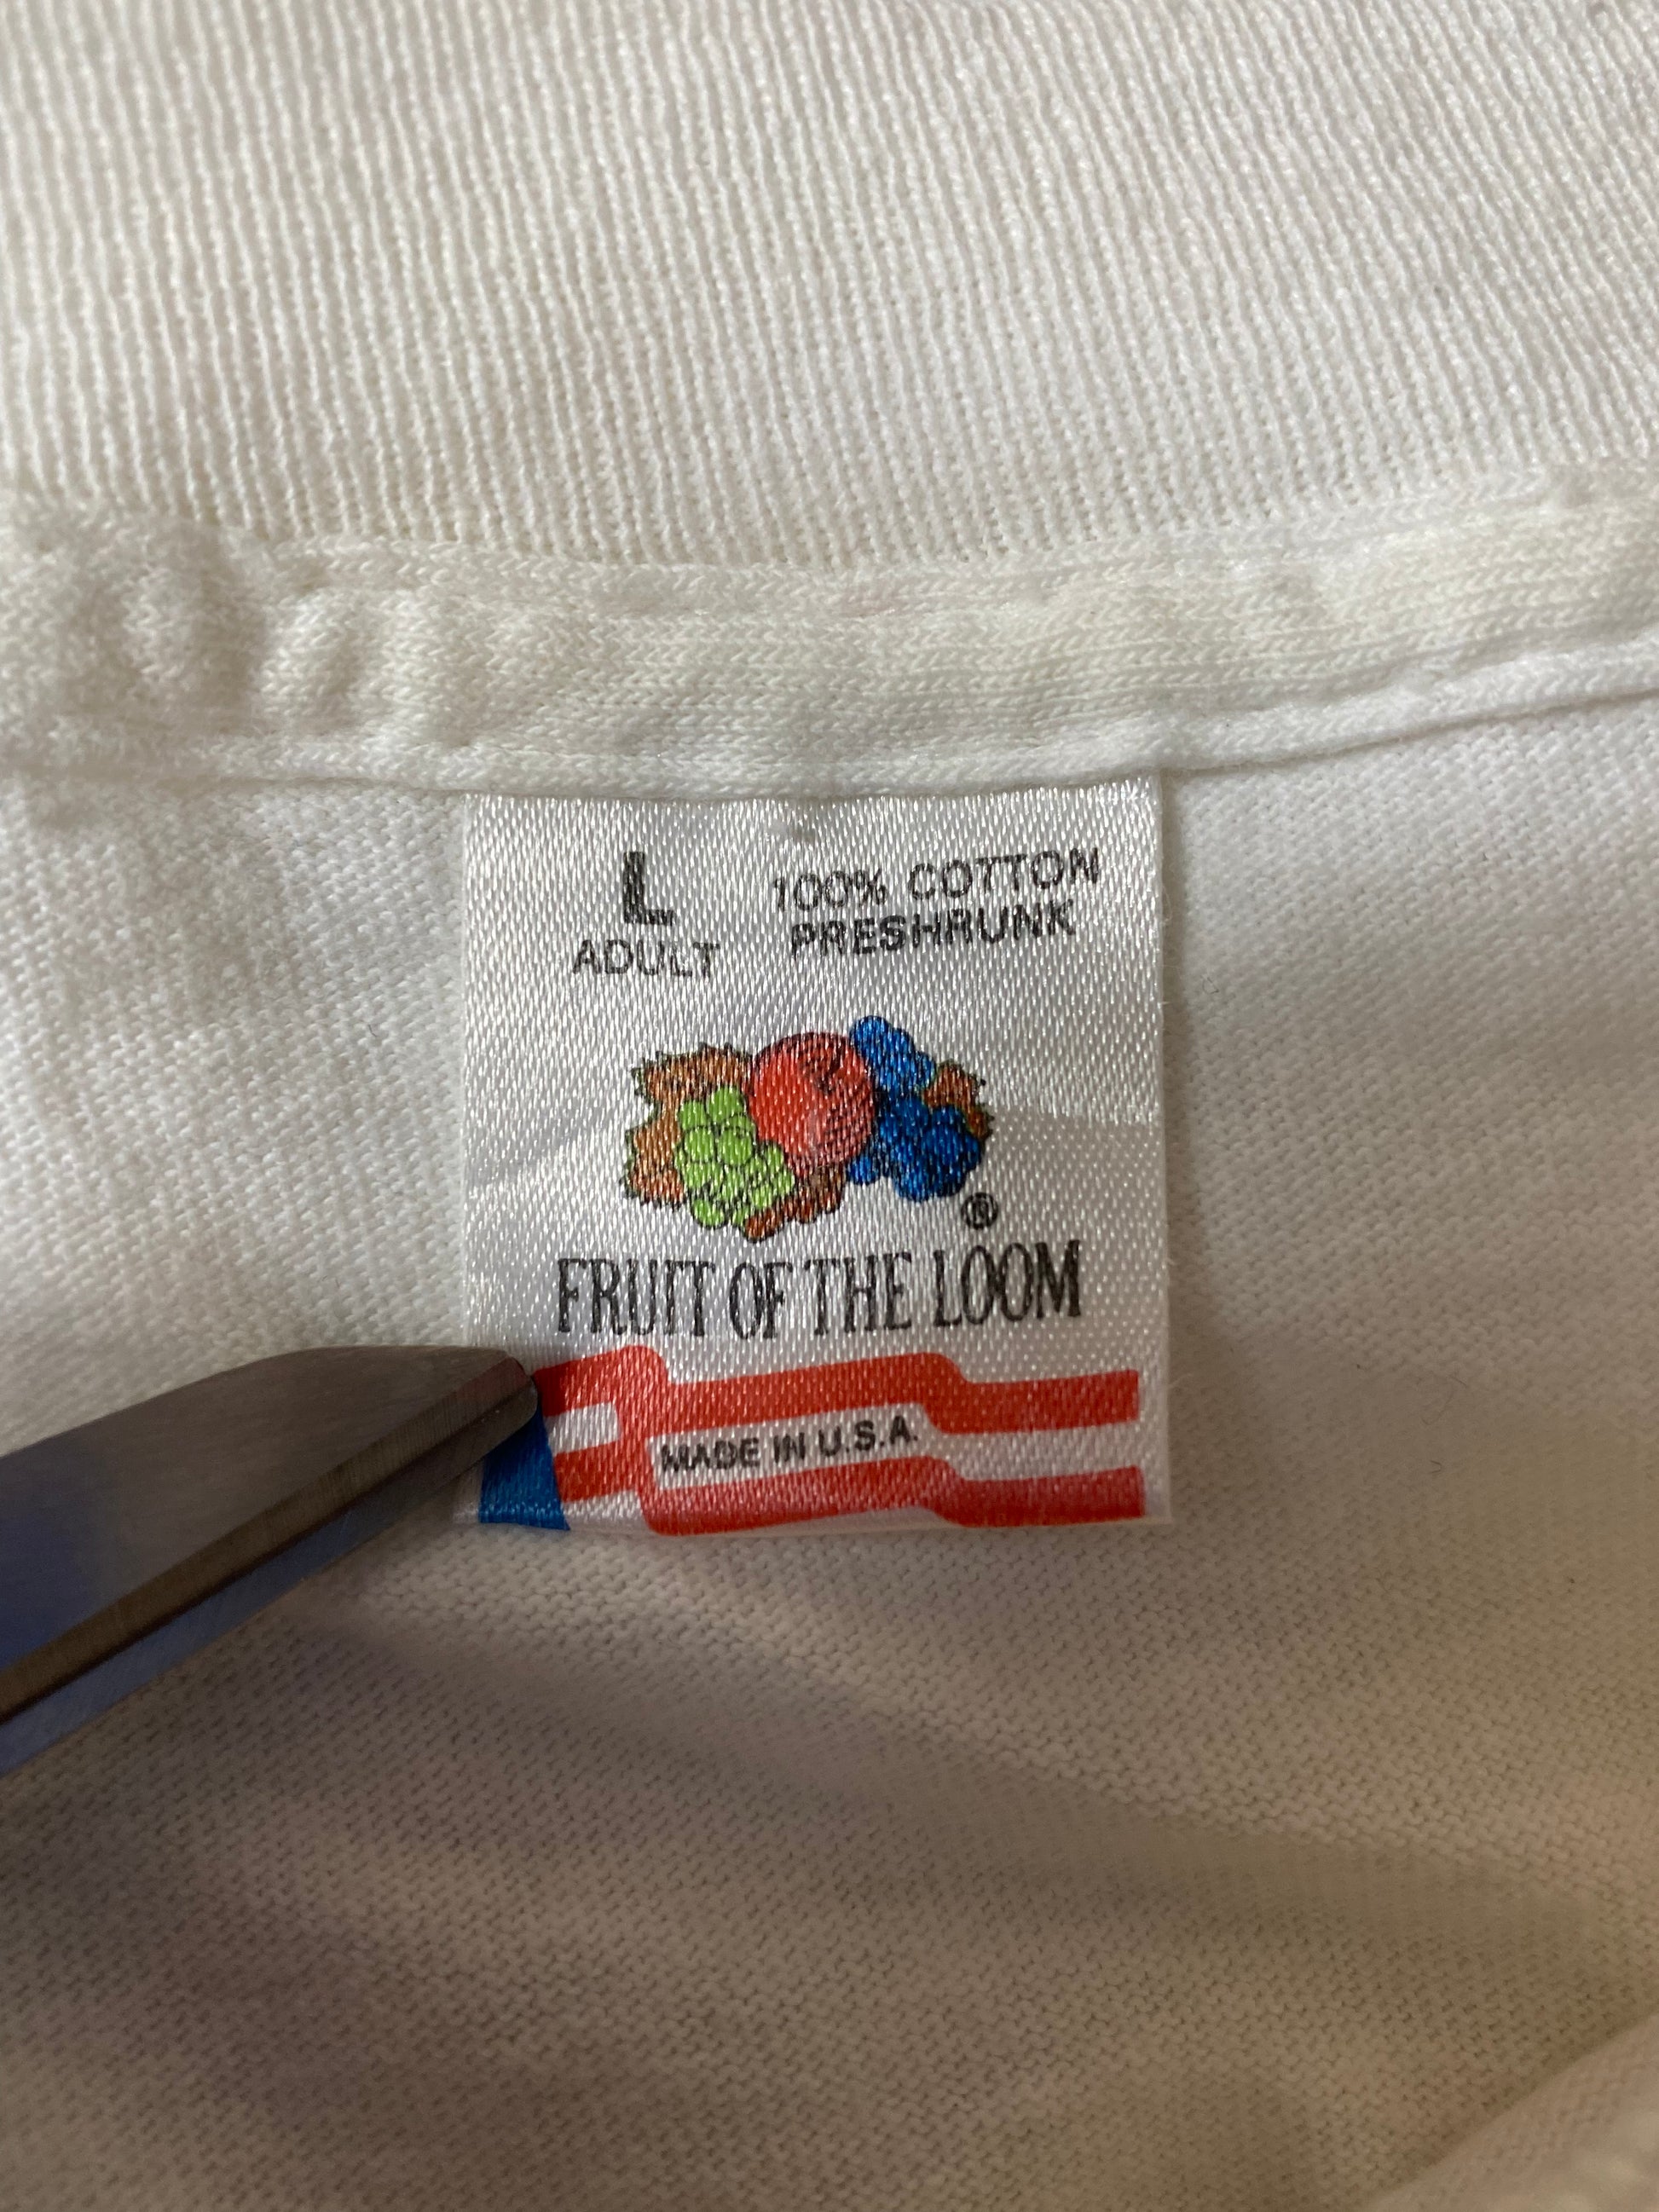 L
ADULT
100% COTTON
PRESHRUNK
®
FRUIT OF THE LOOM
MADE IN U.S.A.